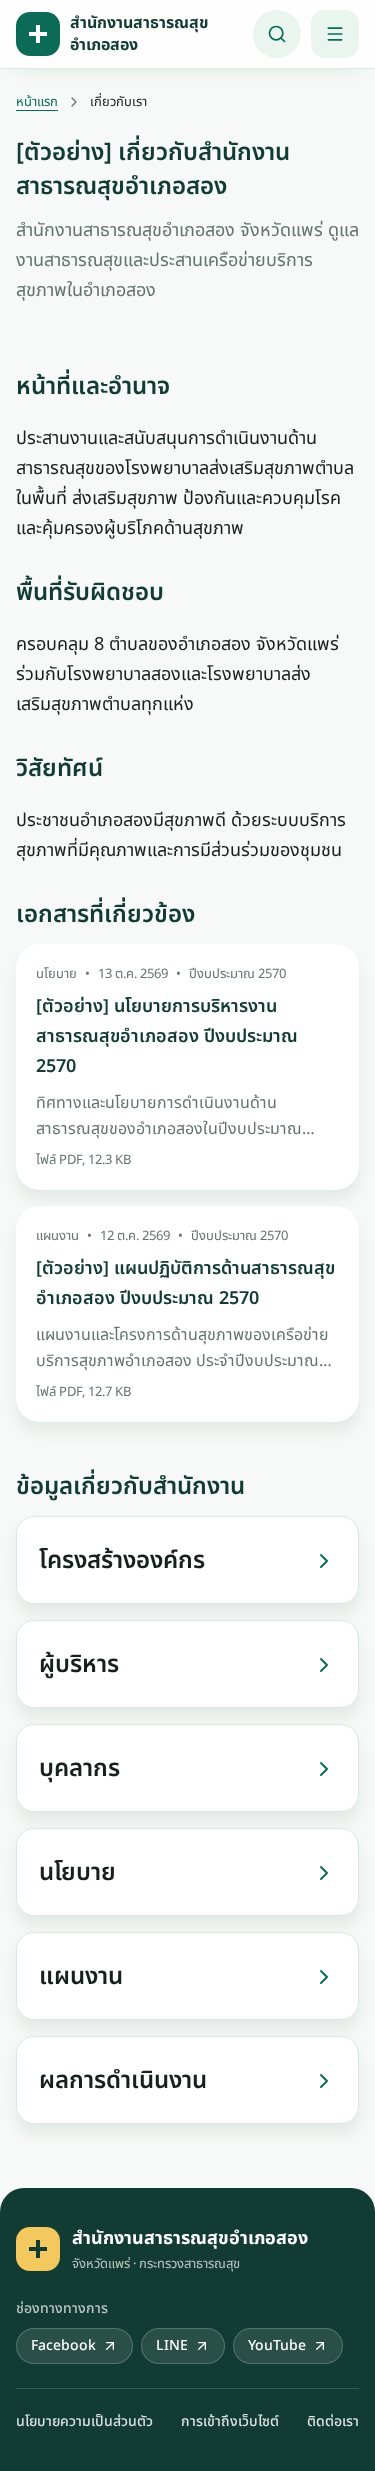 สำนักงานสาธารณสุข
อำเภอสอง
หน้าแรก > เกี่ยวกับเรา
[ตัวอย่าง] เกี่ยวกับสำนักงาน
สาธารณสุขอำเภอสอง
สำนักงานสาธารณสุขอำเภอสอง จังหวัดแพร่ ดูแล
งานสาธารณสุขและประสานเครือข่ายบริการ
สุขภาพในอำเภอสอง
หน้าที่และอำนาจ
ประสานงานและสนับสนุนการดำเนินงานด้าน
สาธารณสุขของโรงพยาบาลส่งเสริมสุขภาพตำบล
ในพื้นที่ ส่งเสริมสุขภาพ ป้องกันและควบคุมโรค
และคุ้มครองผู้บริโภคด้านสุขภาพ
พื้นที่รับผิดชอบ
ครอบคลุม 8 ตำบลของอำเภอสอง จังหวัดแพร่
ร่วมกับโรงพยาบาลสองและโรงพยาบาลส่ง
เสริมสุขภาพตำบลทุกแห่ง
วิสัยทัศน์
ประชาชนอำเภอสองมีสุขภาพดี ด้วยระบบบริการ
สุขภาพที่มีคุณภาพและการมีส่วนร่วมของชุมชน
เอกสารที่เกี่ยวข้อง
นโยบาย • 13 ต.ค. 2569 • ปีงบประมาณ 2570
[ตัวอย่าง] นโยบายการบริหารงาน
สาธารณสุขอำเภอสอง ปีงบประมาณ
2570
ทิศทางและนโยบายการดำเนินงานด้าน
สาธารณสุขของอำเภอสองในปีงบประมาณ...
ไฟล์ PDF, 12.3 KB
แผนงาน • 12 ต.ค. 2569 • ปีงบประมาณ 2570
[ตัวอย่าง] แผนปฏิบัติการด้านสาธารณสุข
อำเภอสอง ปีงบประมาณ 2570
แผนงานและโครงการด้านสุขภาพของเครือข่าย
บริการสุขภาพอำเภอสอง ประจำปีงบประมาณ...
ไฟล์ PDF, 12.7 KB
ข้อมูลเกี่ยวกับสำนักงาน
โครงสร้างองค์กร
ผู้บริหาร
บุคลากร
นโยบาย
แผนงาน
ผลการดำเนินงาน
สำนักงานสาธารณสุขอำเภอสอง
จังหวัดแพร่ · กระทรวงสาธารณสุข
ช่องทางทางการ
Facebook LINE YouTube
นโยบายความเป็นส่วนตัว การเข้าถึงเว็บไซต์ ติดต่อเรา